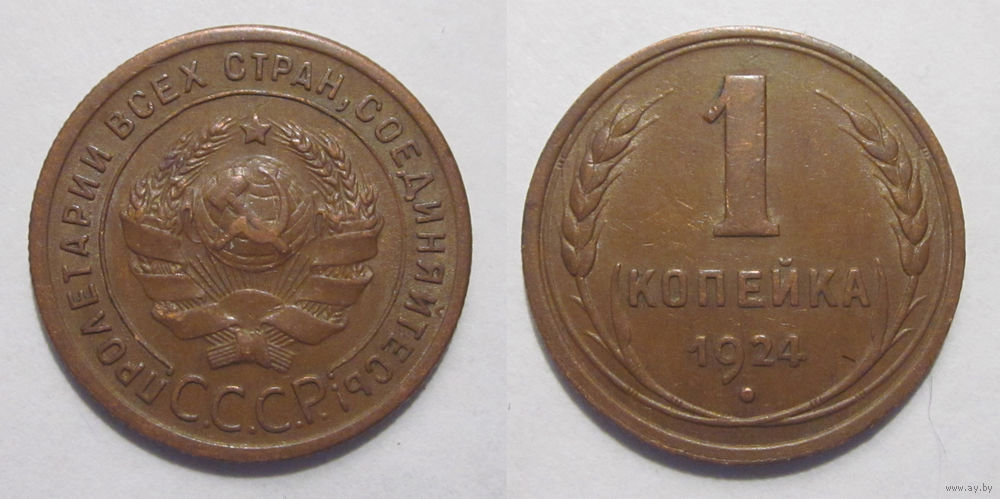 ПРОЛЕТАРИИ ВСЕХ СТРАН, СОЕДИНЯЙТЕСЬ!
С.С.С.Р.
1
КОПЕЙКА
1924
www.ay.by